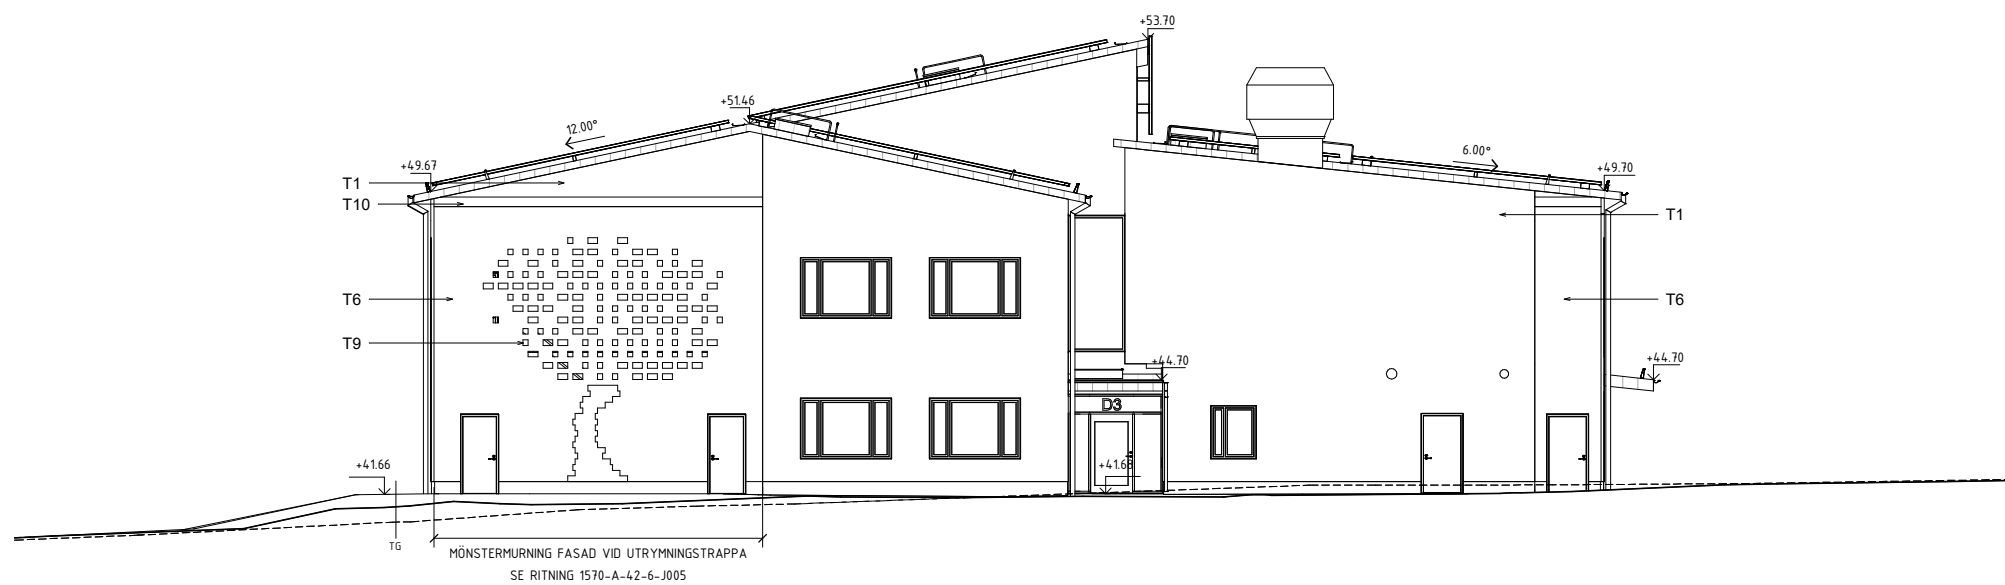 +53.70
+51.46
12.00°
6.00°
+49.67
+49.70
T1
T10
T1
T6
T6
T9
+44.70
+44.70
D3
+41.66
+41.68
TG
MÖNSTERMURNING FASAD VID UTRYMNINGSTRAPPA
SE RITNING 1570-A-42-6-J005